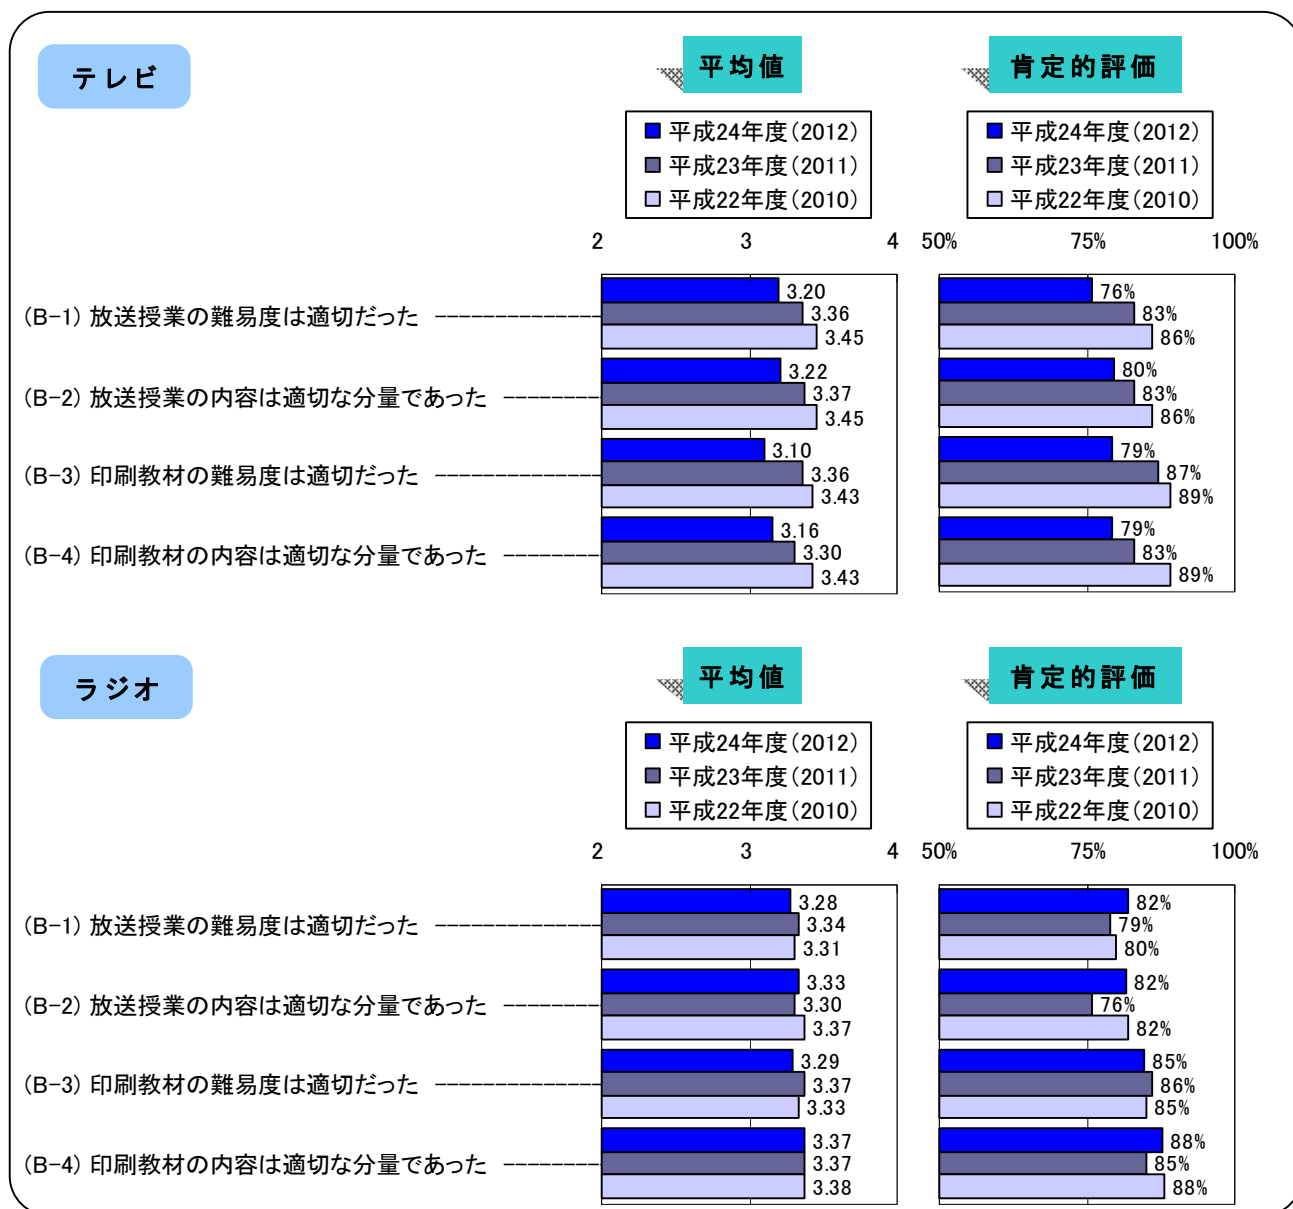 テレビ
平均値
肯定的評価
平成24年度(2012)
平成23年度(2011)
平成22年度(2010)
平成24年度(2012)
平成23年度(2011)
平成22年度(2010)
2 3 4
50% 75% 100%
(B-1) 放送授業の難易度は適切だった
3.20
3.36
3.45
76%
83%
86%
(B-2) 放送授業の内容は適切な分量であった
3.22
3.37
3.45
80%
83%
86%
(B-3) 印刷教材の難易度は適切だった
3.10
3.36
3.43
79%
87%
89%
(B-4) 印刷教材の内容は適切な分量であった
3.16
3.30
3.43
79%
83%
89%
ラジオ
平均値
肯定的評価
平成24年度(2012)
平成23年度(2011)
平成22年度(2010)
平成24年度(2012)
平成23年度(2011)
平成22年度(2010)
2 3 4
50% 75% 100%
(B-1) 放送授業の難易度は適切だった
3.28
3.34
3.31
82%
79%
80%
(B-2) 放送授業の内容は適切な分量であった
3.33
3.30
3.37
82%
76%
82%
(B-3) 印刷教材の難易度は適切だった
3.29
3.37
3.33
85%
86%
85%
(B-4) 印刷教材の内容は適切な分量であった
3.37
3.37
3.38
88%
85%
88%